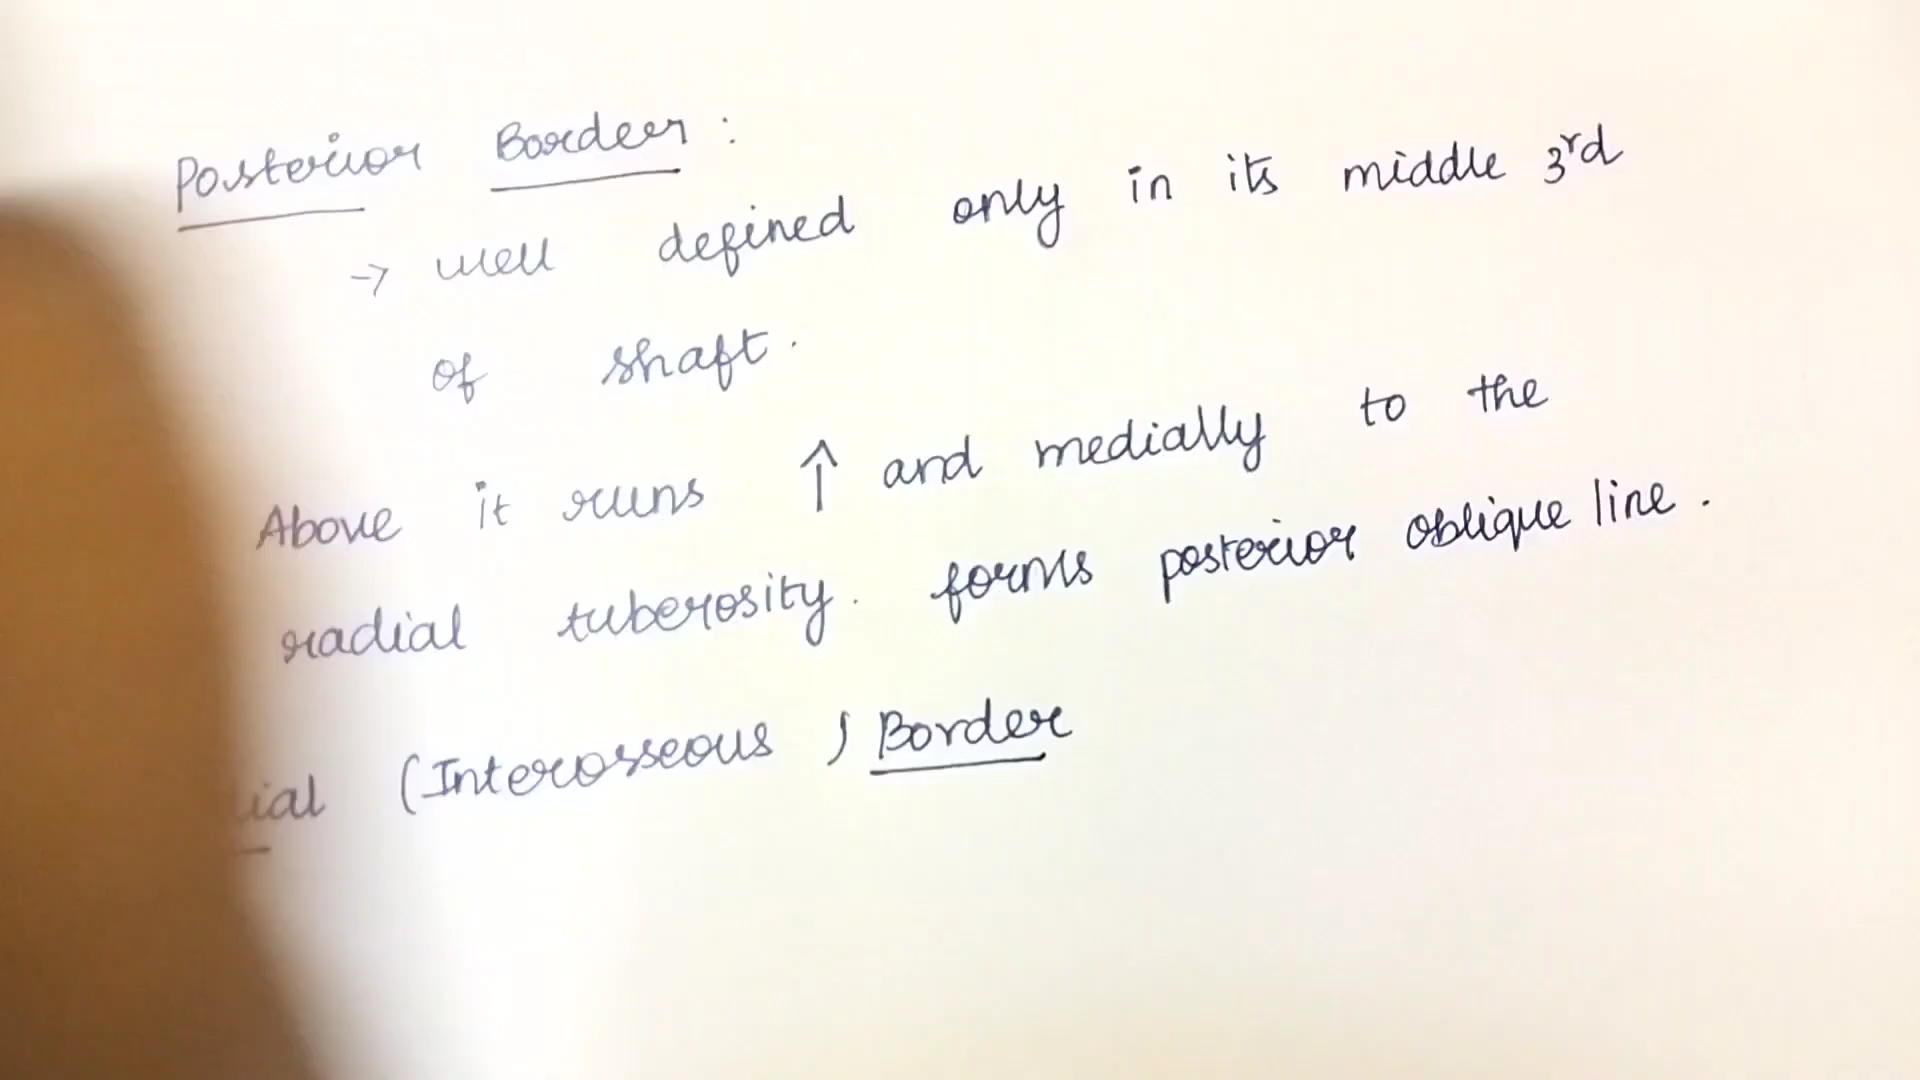 Posterior Border :
→ well defined only in its middle 3rd
of shaft.
Above it runs ↑ and medially to the
radial tuberosity. forms posterior oblique line.
(Interosseous) Border